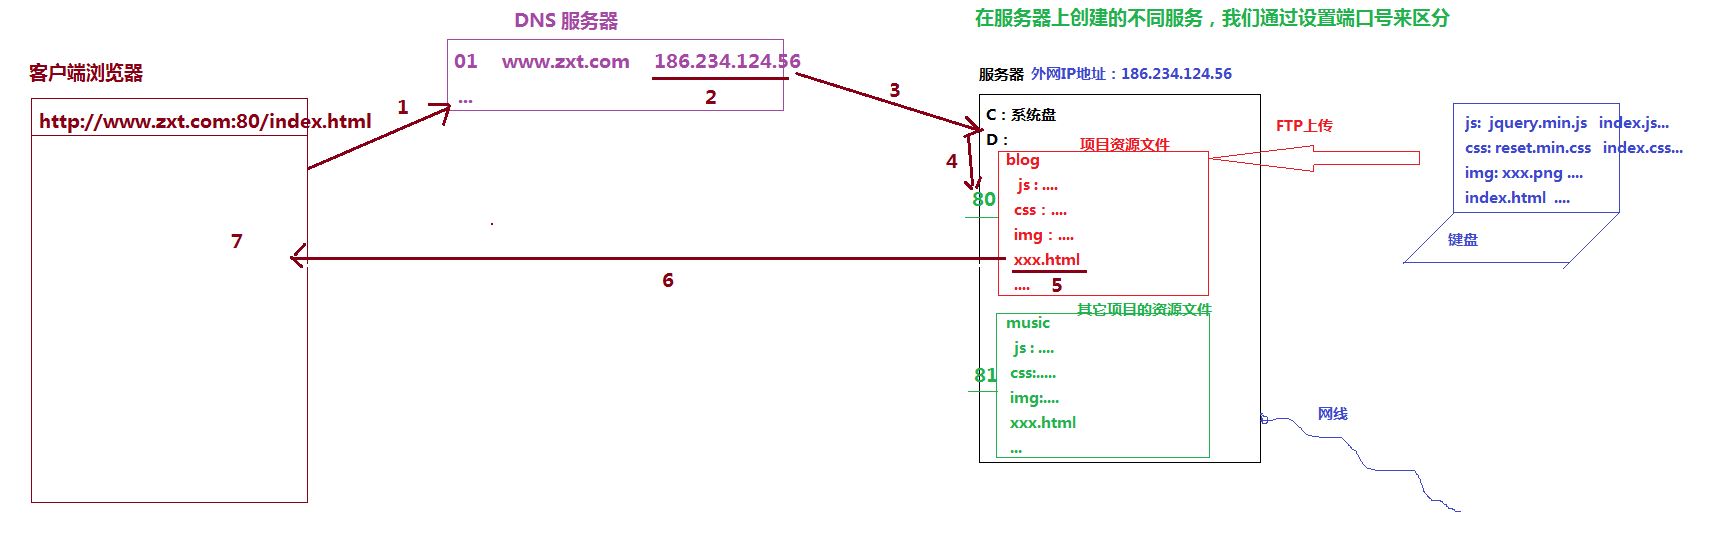 DNS 服务器
在服务器上创建的不同服务，我们通过设置端口号来区分
01 www.zxt.com 186.234.124.56
...
2
客户端浏览器
http://www.zxt.com:80/index.html
1
3
服务器 外网IP地址：186.234.124.56
C：系统盘
D：
4
项目资源文件
80
blog
js : ....
css : ....
img : ....
xxx.html
....
5
6
7
FTP上传
js: jquery.min.js index.js...
css: reset.min.css index.css...
img: xxx.png ....
index.html ....
键盘
其它项目的资源文件
81
music
js : ....
css:.....
img:....
xxx.html
...
网线